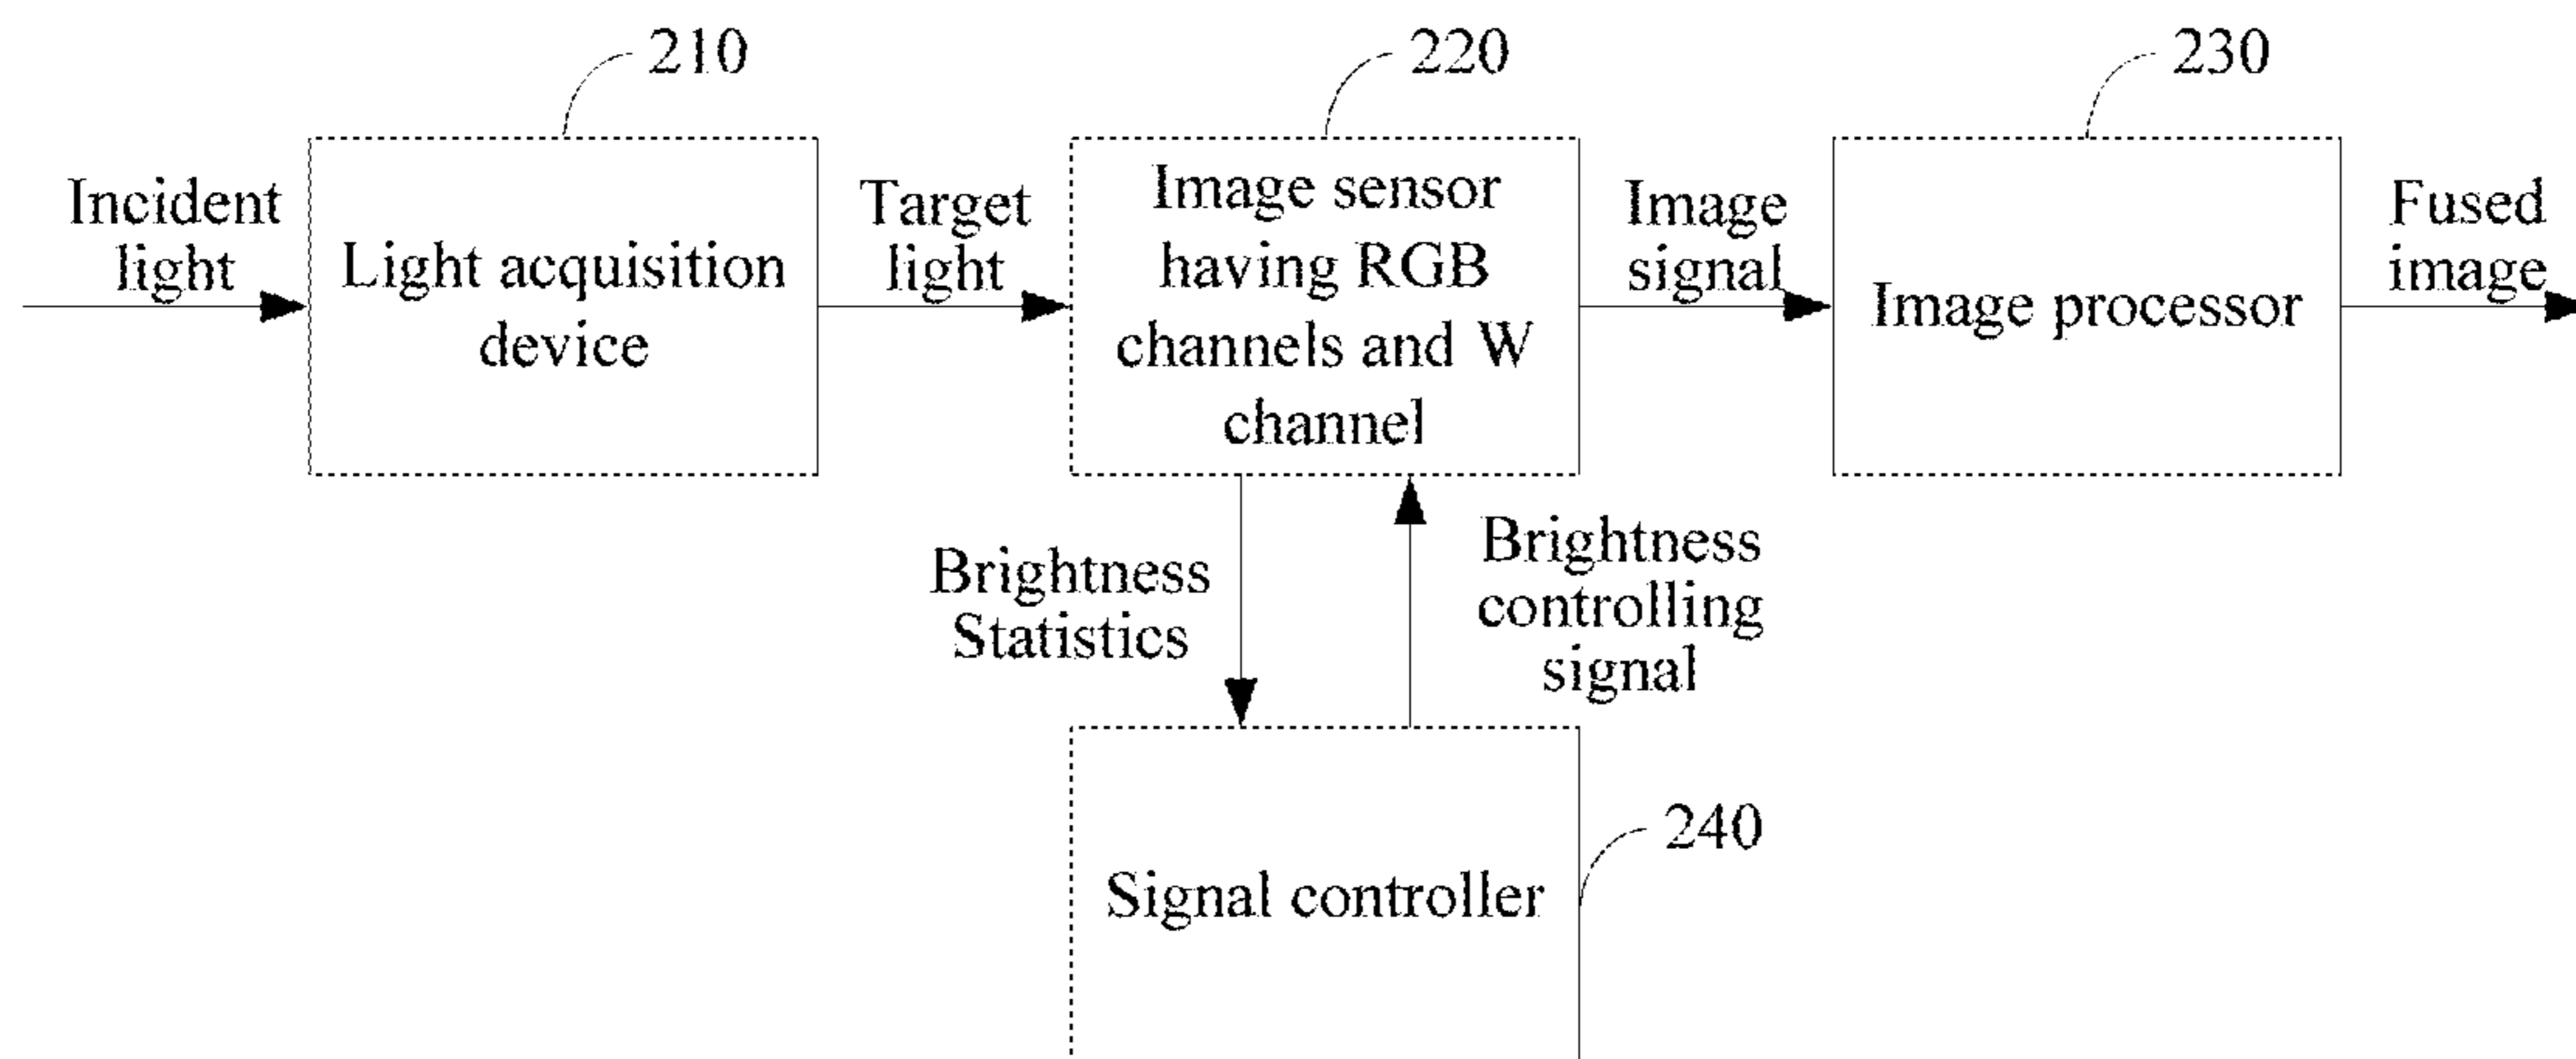 210
220
230
Incident
light
Light acquisition
device
Target
light
Image sensor
having RGB
channels and W
channel
Image
signal
Image processor
Fused
image
Brightness
Statistics
Brightness
controlling
signal
Signal controller
240